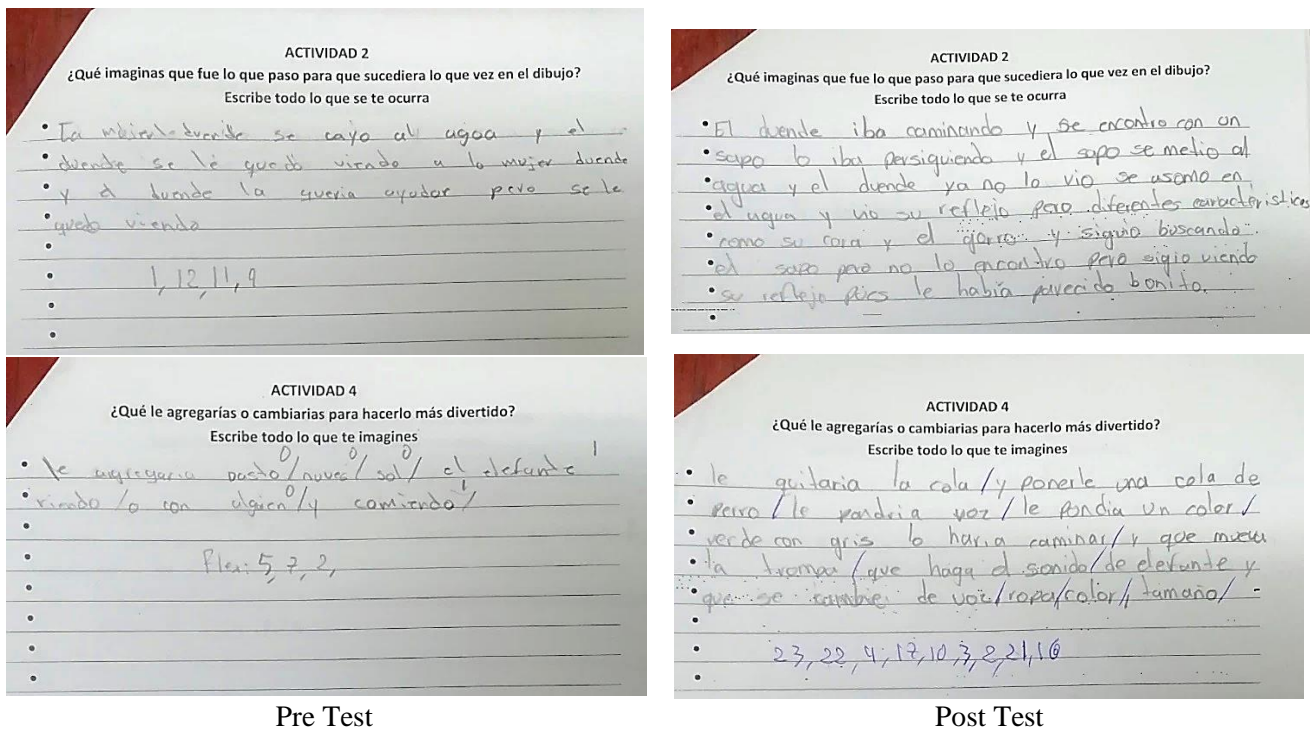 ACTIVIDAD 2
¿Qué imaginas que fue lo que paso para que sucediera lo que vez en el dibujo?
Escribe todo lo que se te ocurra
La mujer duende se cayo al agoa y el
duende se le quedo viendo a la mujer duende
y el duende la queria ayudar pero se le
quedo viendo
1, 12, 11, 9
ACTIVIDAD 4
¿Qué le agregarías o cambiarias para hacerlo más divertido?
Escribe todo lo que te imagines
0 0 0 1
le agregaria pasto/nuves/sol/ el elefante
riendo/o con alguien/y comiendo/
0 1
Flex: 5, 7, 2,
Pre Test
ACTIVIDAD 2
¿Qué imaginas que fue lo que paso para que sucediera lo que vez en el dibujo?
Escribe todo lo que se te ocurra
El duende iba caminando y se encontro con un
sapo lo iba persiguiendo y el sapo se metio al
agua y el duende ya no lo vio se asomo en
el agua y vio su reflejo pero diferentes caracteristicas
como su cara y el gorro y siguio buscando
el sapo pero no lo encontro pero sigio viendo
su reflejo pues le había parecido bonito.
ACTIVIDAD 4
¿Qué le agregarías o cambiarias para hacerlo más divertido?
Escribe todo lo que te imagines
le quitaria la cola/y ponerle una cola de
perro/le pondria voz/le pondia un color/
verde con gris lo haria caminar/y que mueva
la trompa/que haga el sonido/de elefante y
que se cambie de voz/ropa/color/tamaño/ -
23, 22, 4, 17, 10, 3, 2, 21, 16
Post Test